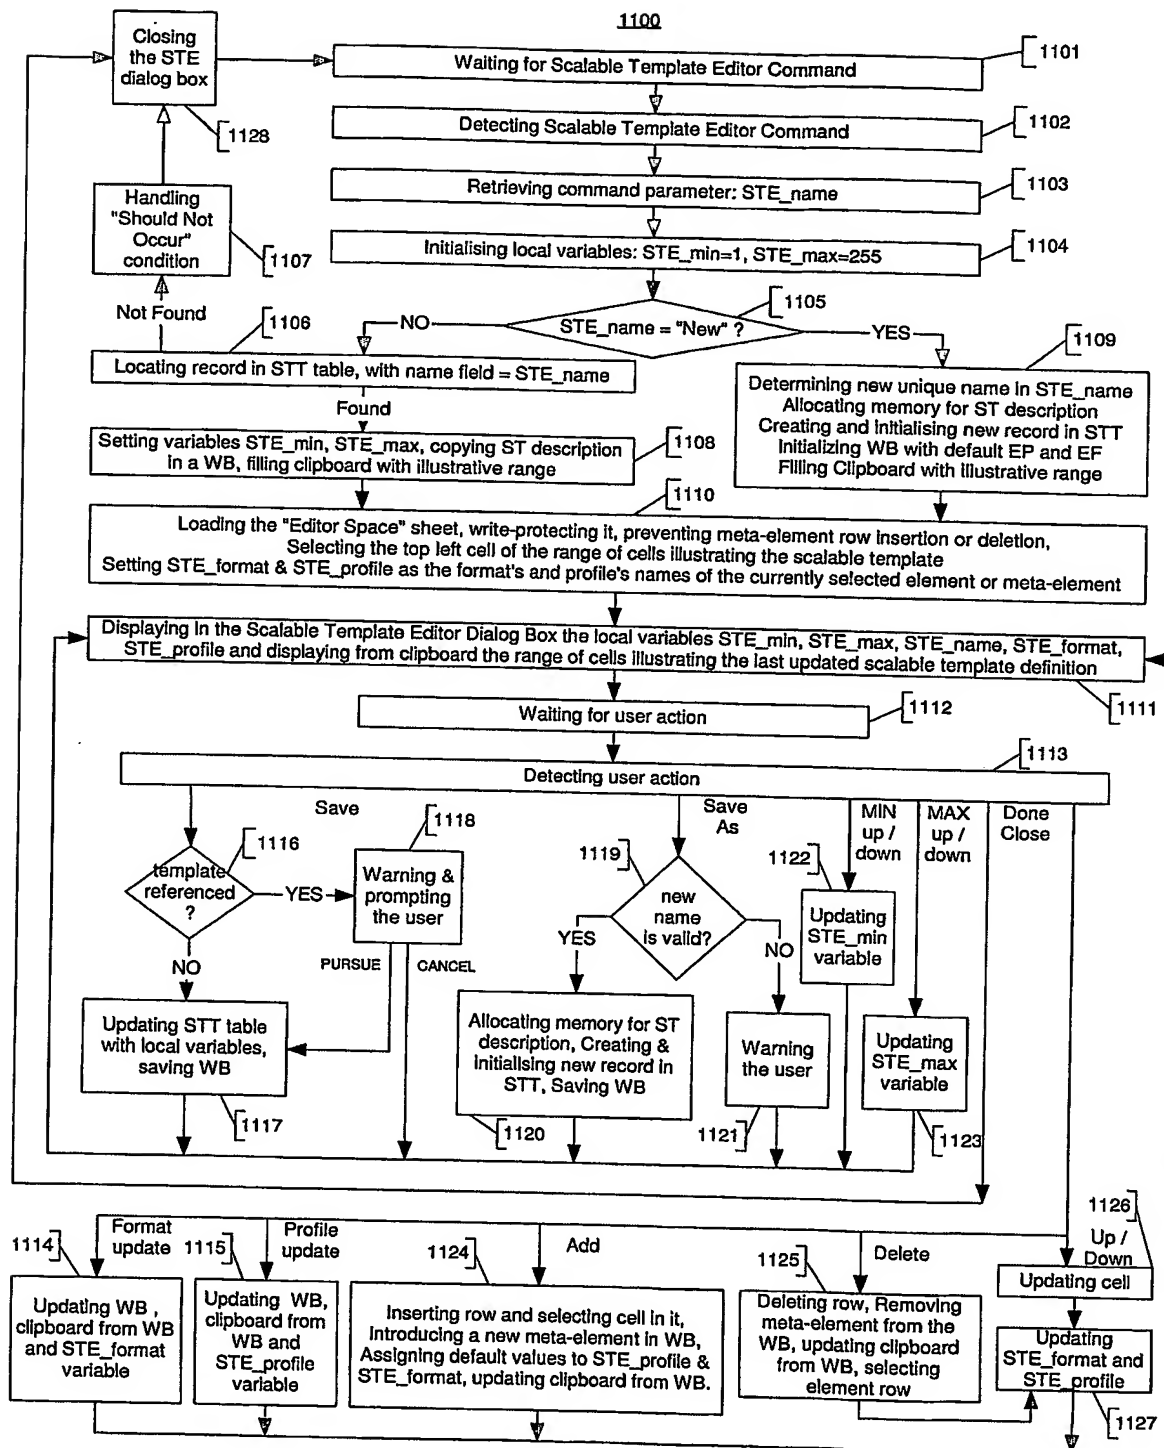 1100
Closing
the STE
dialog box
1128
Waiting for Scalable Template Editor Command
1101
Detecting Scalable Template Editor Command
1102
Retrieving command parameter: STE_name
1103
Initialising local variables: STE_min=1, STE_max=255
1104
Handling
"Should Not
Occur"
condition
1107
Not Found
1106
NO
STE_name = "New" ?
1105
YES
1109
Locating record in STT table, with name field = STE_name
Found
Setting variables STE_min, STE_max, copying ST description
in a WB, filling clipboard with illustrative range
1108
Determining new unique name in STE_name
Allocating memory for ST description
Creating and initialising new record in STT
Initializing WB with default EP and EF
Filling Clipboard with illustrative range
1110
Loading the "Editor Space" sheet, write-protecting it, preventing meta-element row insertion or deletion,
Selecting the top left cell of the range of cells illustrating the scalable template
Setting STE_format & STE_profile as the format's and profile's names of the currently selected element or meta-element
Displaying in the Scalable Template Editor Dialog Box the local variables STE_min, STE_max, STE_name, STE_format,
STE_profile and displaying from clipboard the range of cells illustrating the last updated scalable template definition
1111
Waiting for user action
1112
Detecting user action
1113
Save
Save
As
MIN
up /
down
MAX
up /
down
Done
Close
template
referenced
?
1116
YES
NO
1118
Warning &
prompting
the user
PURSUE
CANCEL
1119
new
name
is valid?
YES
NO
1122
Updating
STE_min
variable
Updating STT table
with local variables,
saving WB
1117
Allocating memory for ST
description, Creating &
Initialising new record in
STT, Saving WB
1120
Warning
the user
1121
Updating
STE_max
variable
1123
1114
Format
update
1115
Profile
update
1124
Add
1125
Delete
1126
Up /
Down
Updating WB ,
clipboard from WB
and STE_format
variable
Updating WB,
clipboard from
WB and
STE_profile
variable
Inserting row and selecting cell in it,
Introducing a new meta-element in WB,
Assigning default values to STE_profile &
STE_format, updating clipboard from WB.
Deleting row, Removing
meta-element from the
WB, updating clipboard
from WB, selecting
element row
Updating cell
Updating
STE_format and
STE_profile
1127